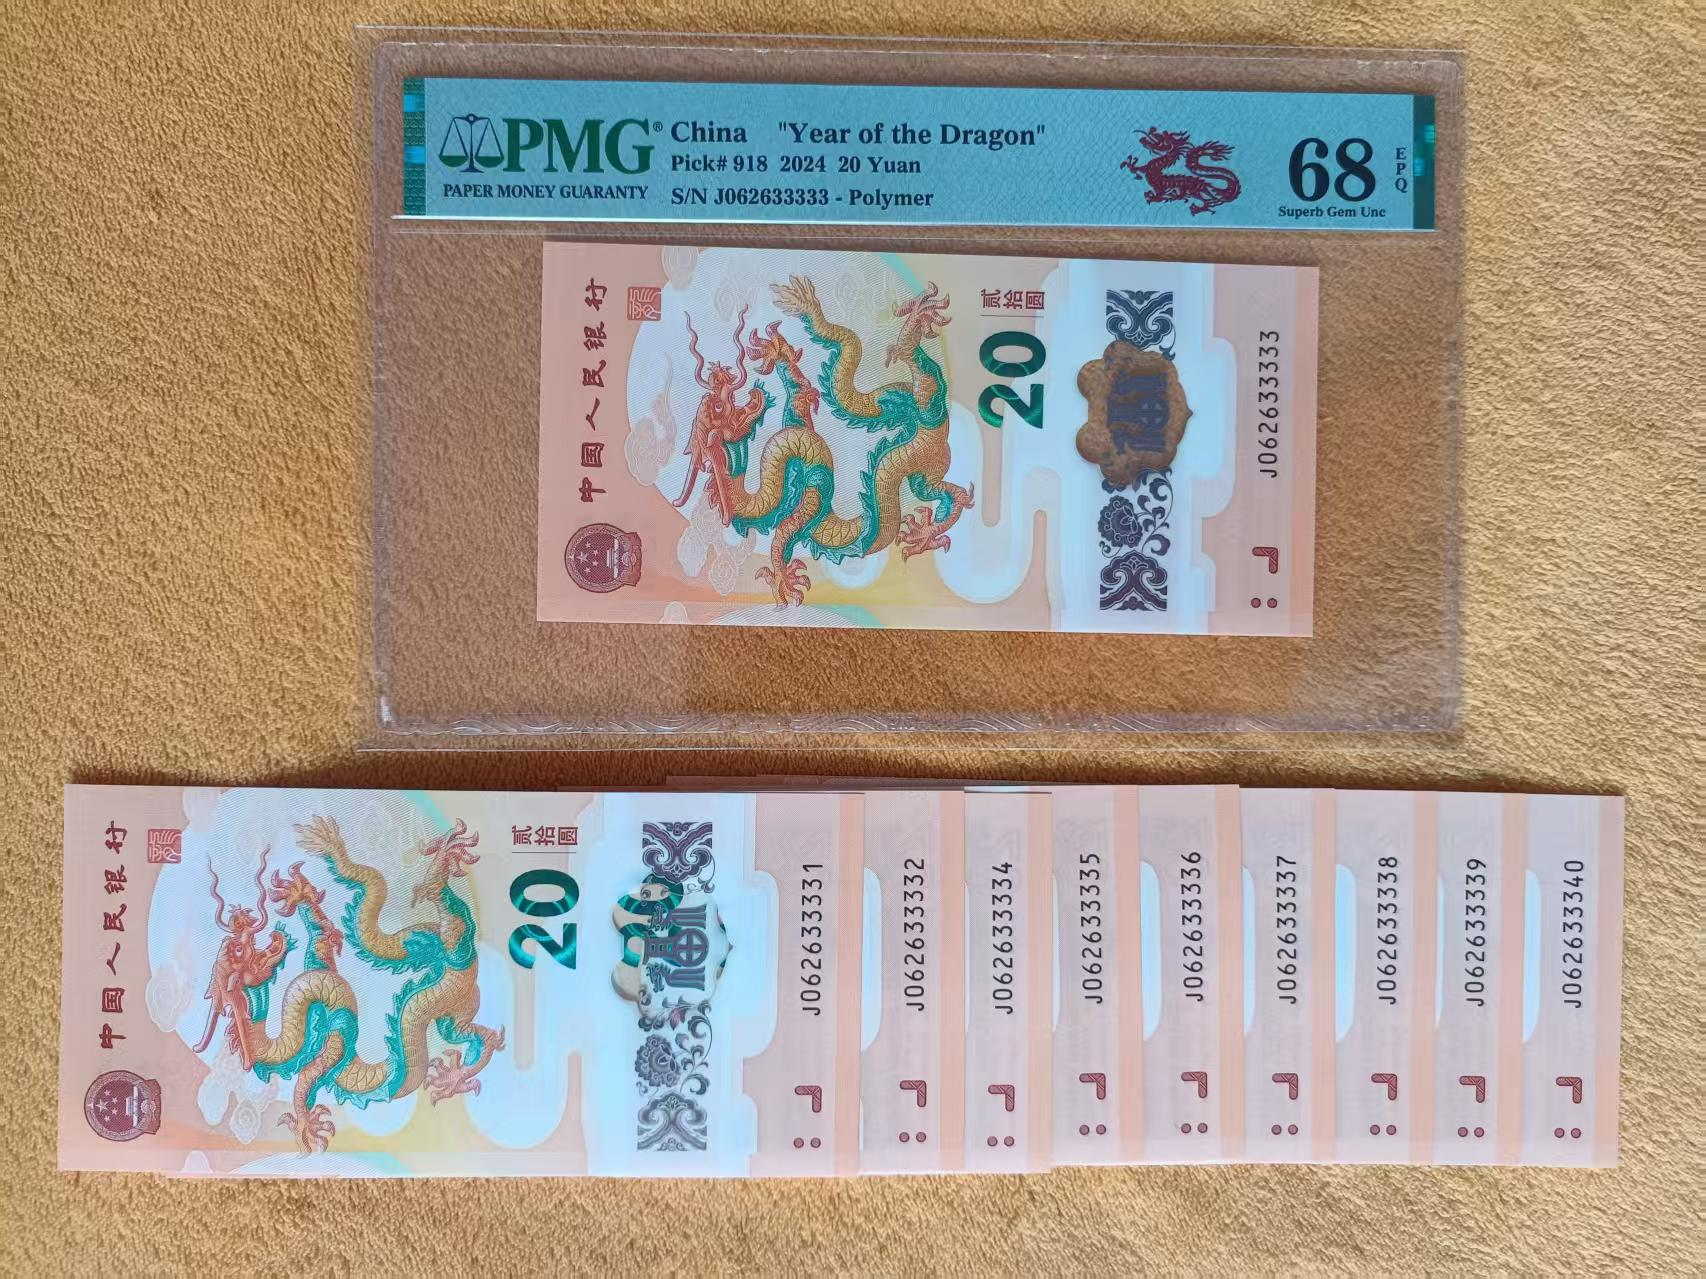 PMG®
PAPER MONEY GUARANTY
China "Year of the Dragon"
Pick# 918 2024 20 Yuan
S/N J062633333 - Polymer
68
EPQ
Superb Gem Unc
中国人民银行
贰拾圆
20
J062633333
中国人民银行
贰拾圆
20
J062633331
J062633332
J062633334
J062633335
J062633336
J062633337
J062633338
J062633339
J062633340